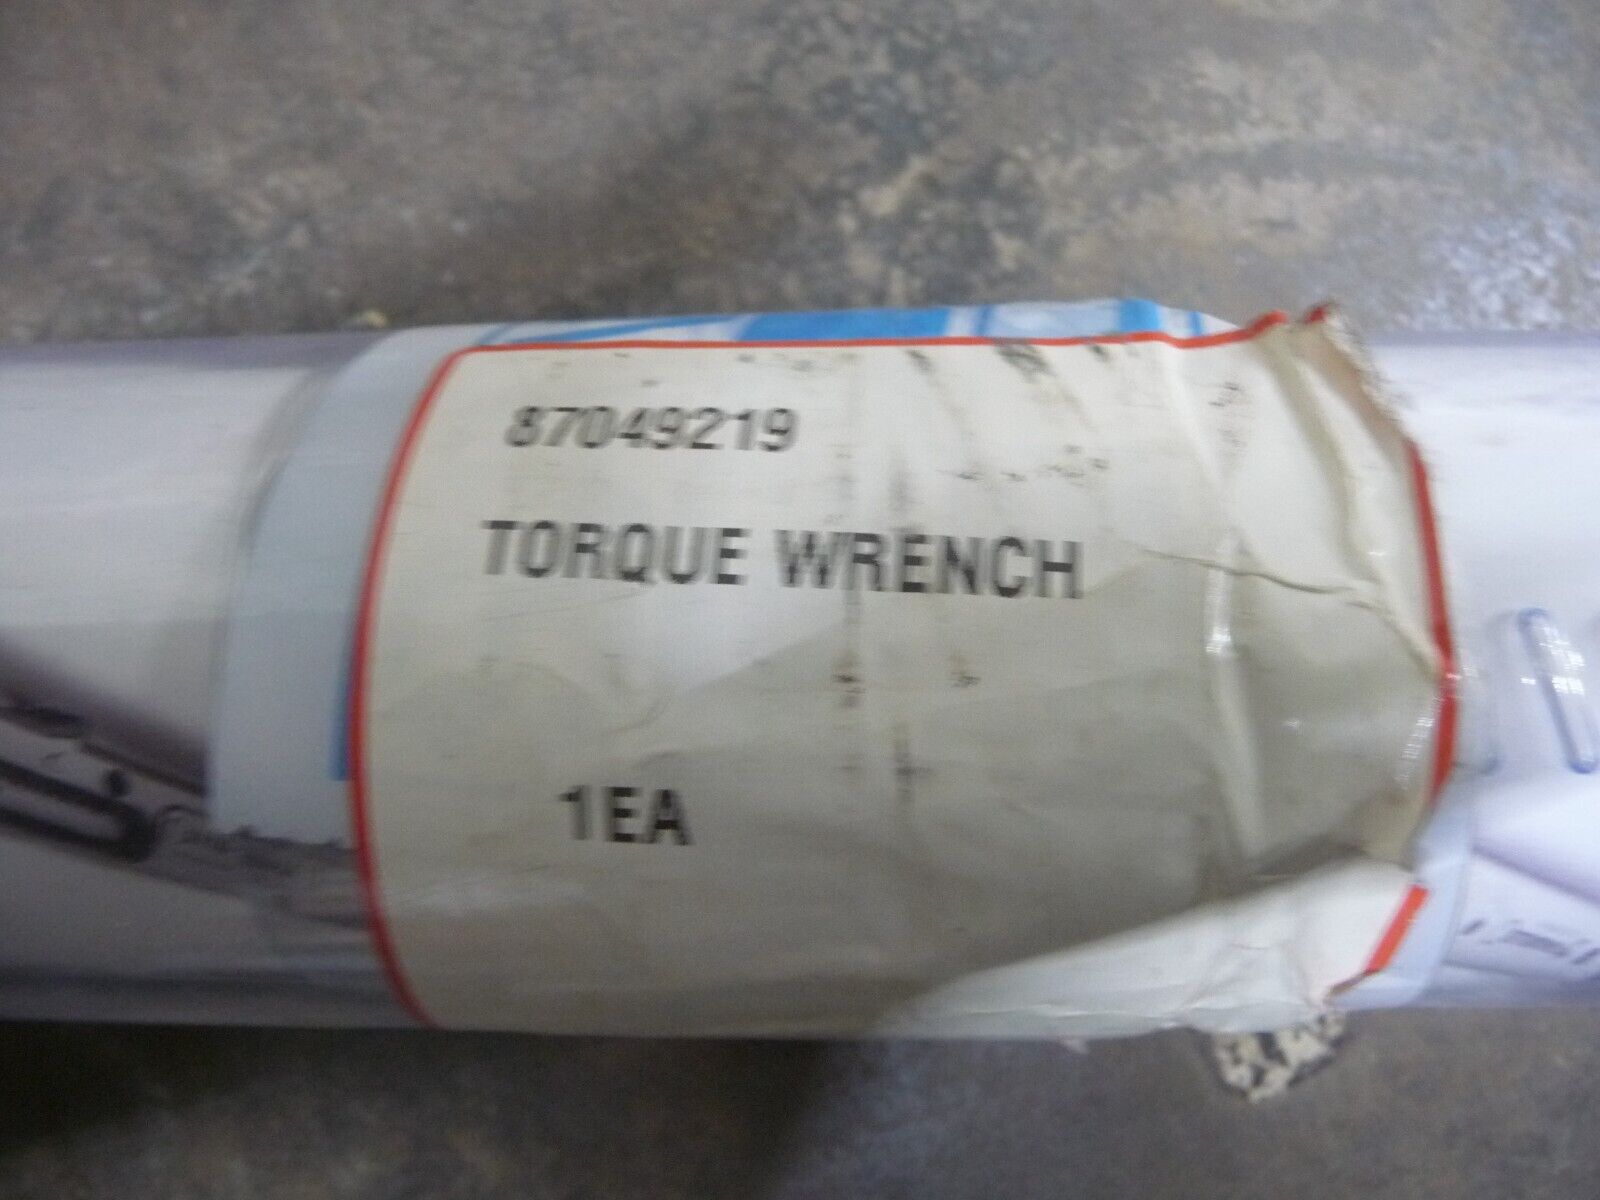 87049219
TORQUE WRENCH
1EA